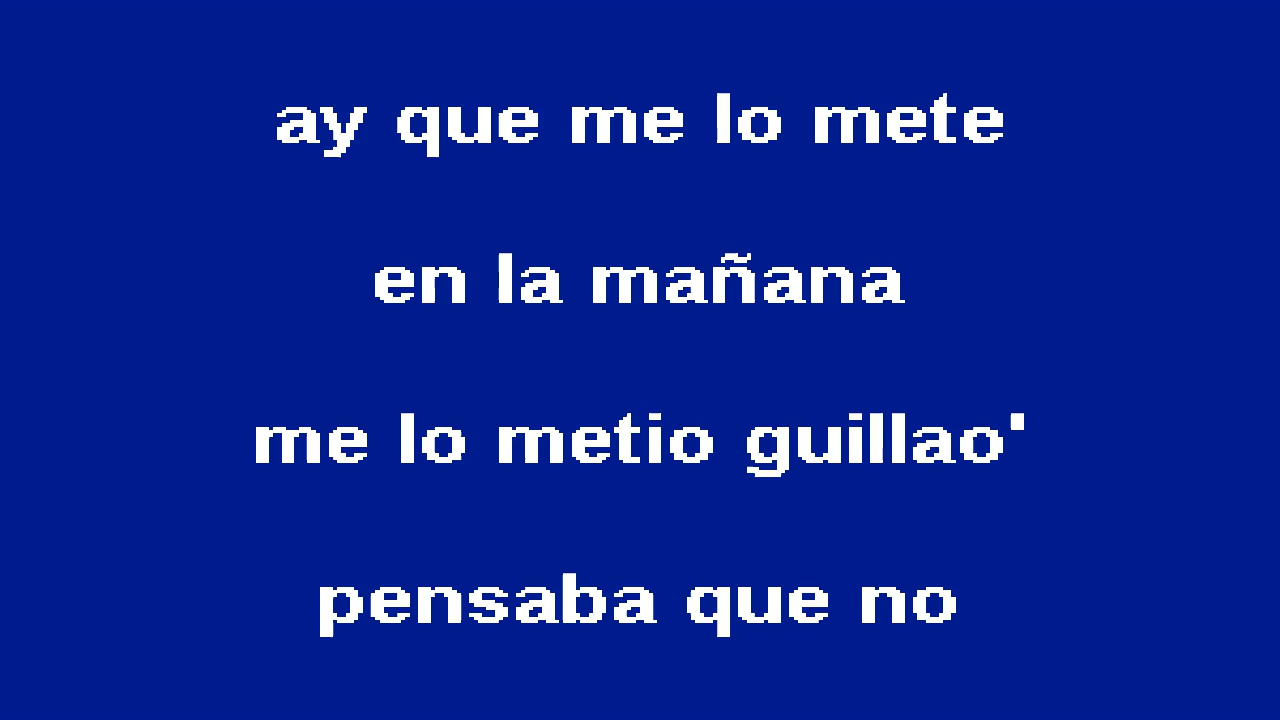 ay que me lo mete
en la mañana
me lo metio guillao'
pensaba que no